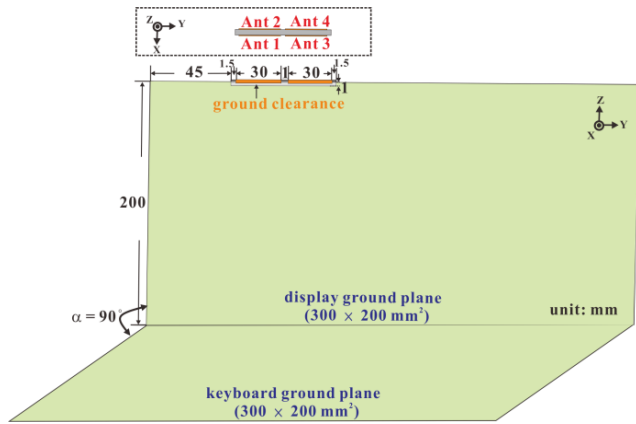 Z
Y
X
Ant 2 Ant 4
Ant 1 Ant 3
1.5 1.5
45 30 1 30
1
ground clearance
Z
Y
X
200
α = 90°
display ground plane
(300 × 200 mm²)
unit: mm
keyboard ground plane
(300 × 200 mm²)